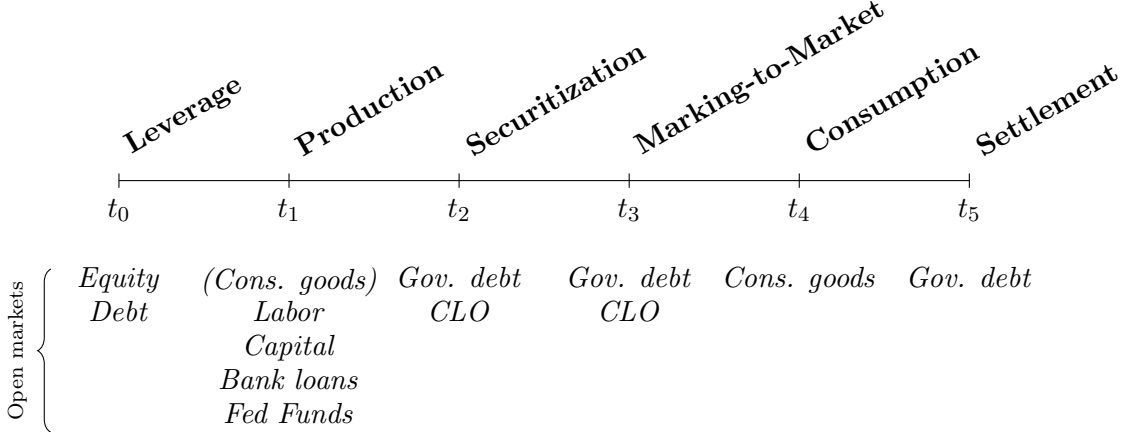 Leverage
Production
Securitization
Marking-to-Market
Consumption
Settlement
t0 t1 t2 t3 t4 t5
Open markets
Equity (Cons. goods) Gov. debt Gov. debt Cons. goods Gov. debt
Debt Labor CLO CLO
Capital
Bank loans
Fed Funds